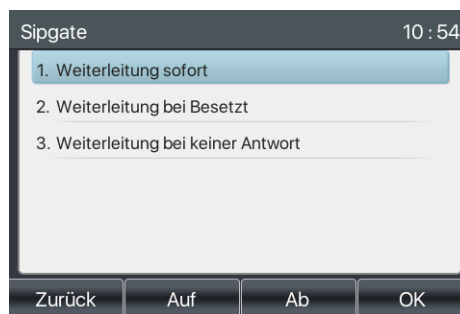 Sipgate 10 : 54
1. Weiterleitung sofort
2. Weiterleitung bei Besetzt
3. Weiterleitung bei keiner Antwort
Zurück Auf Ab OK